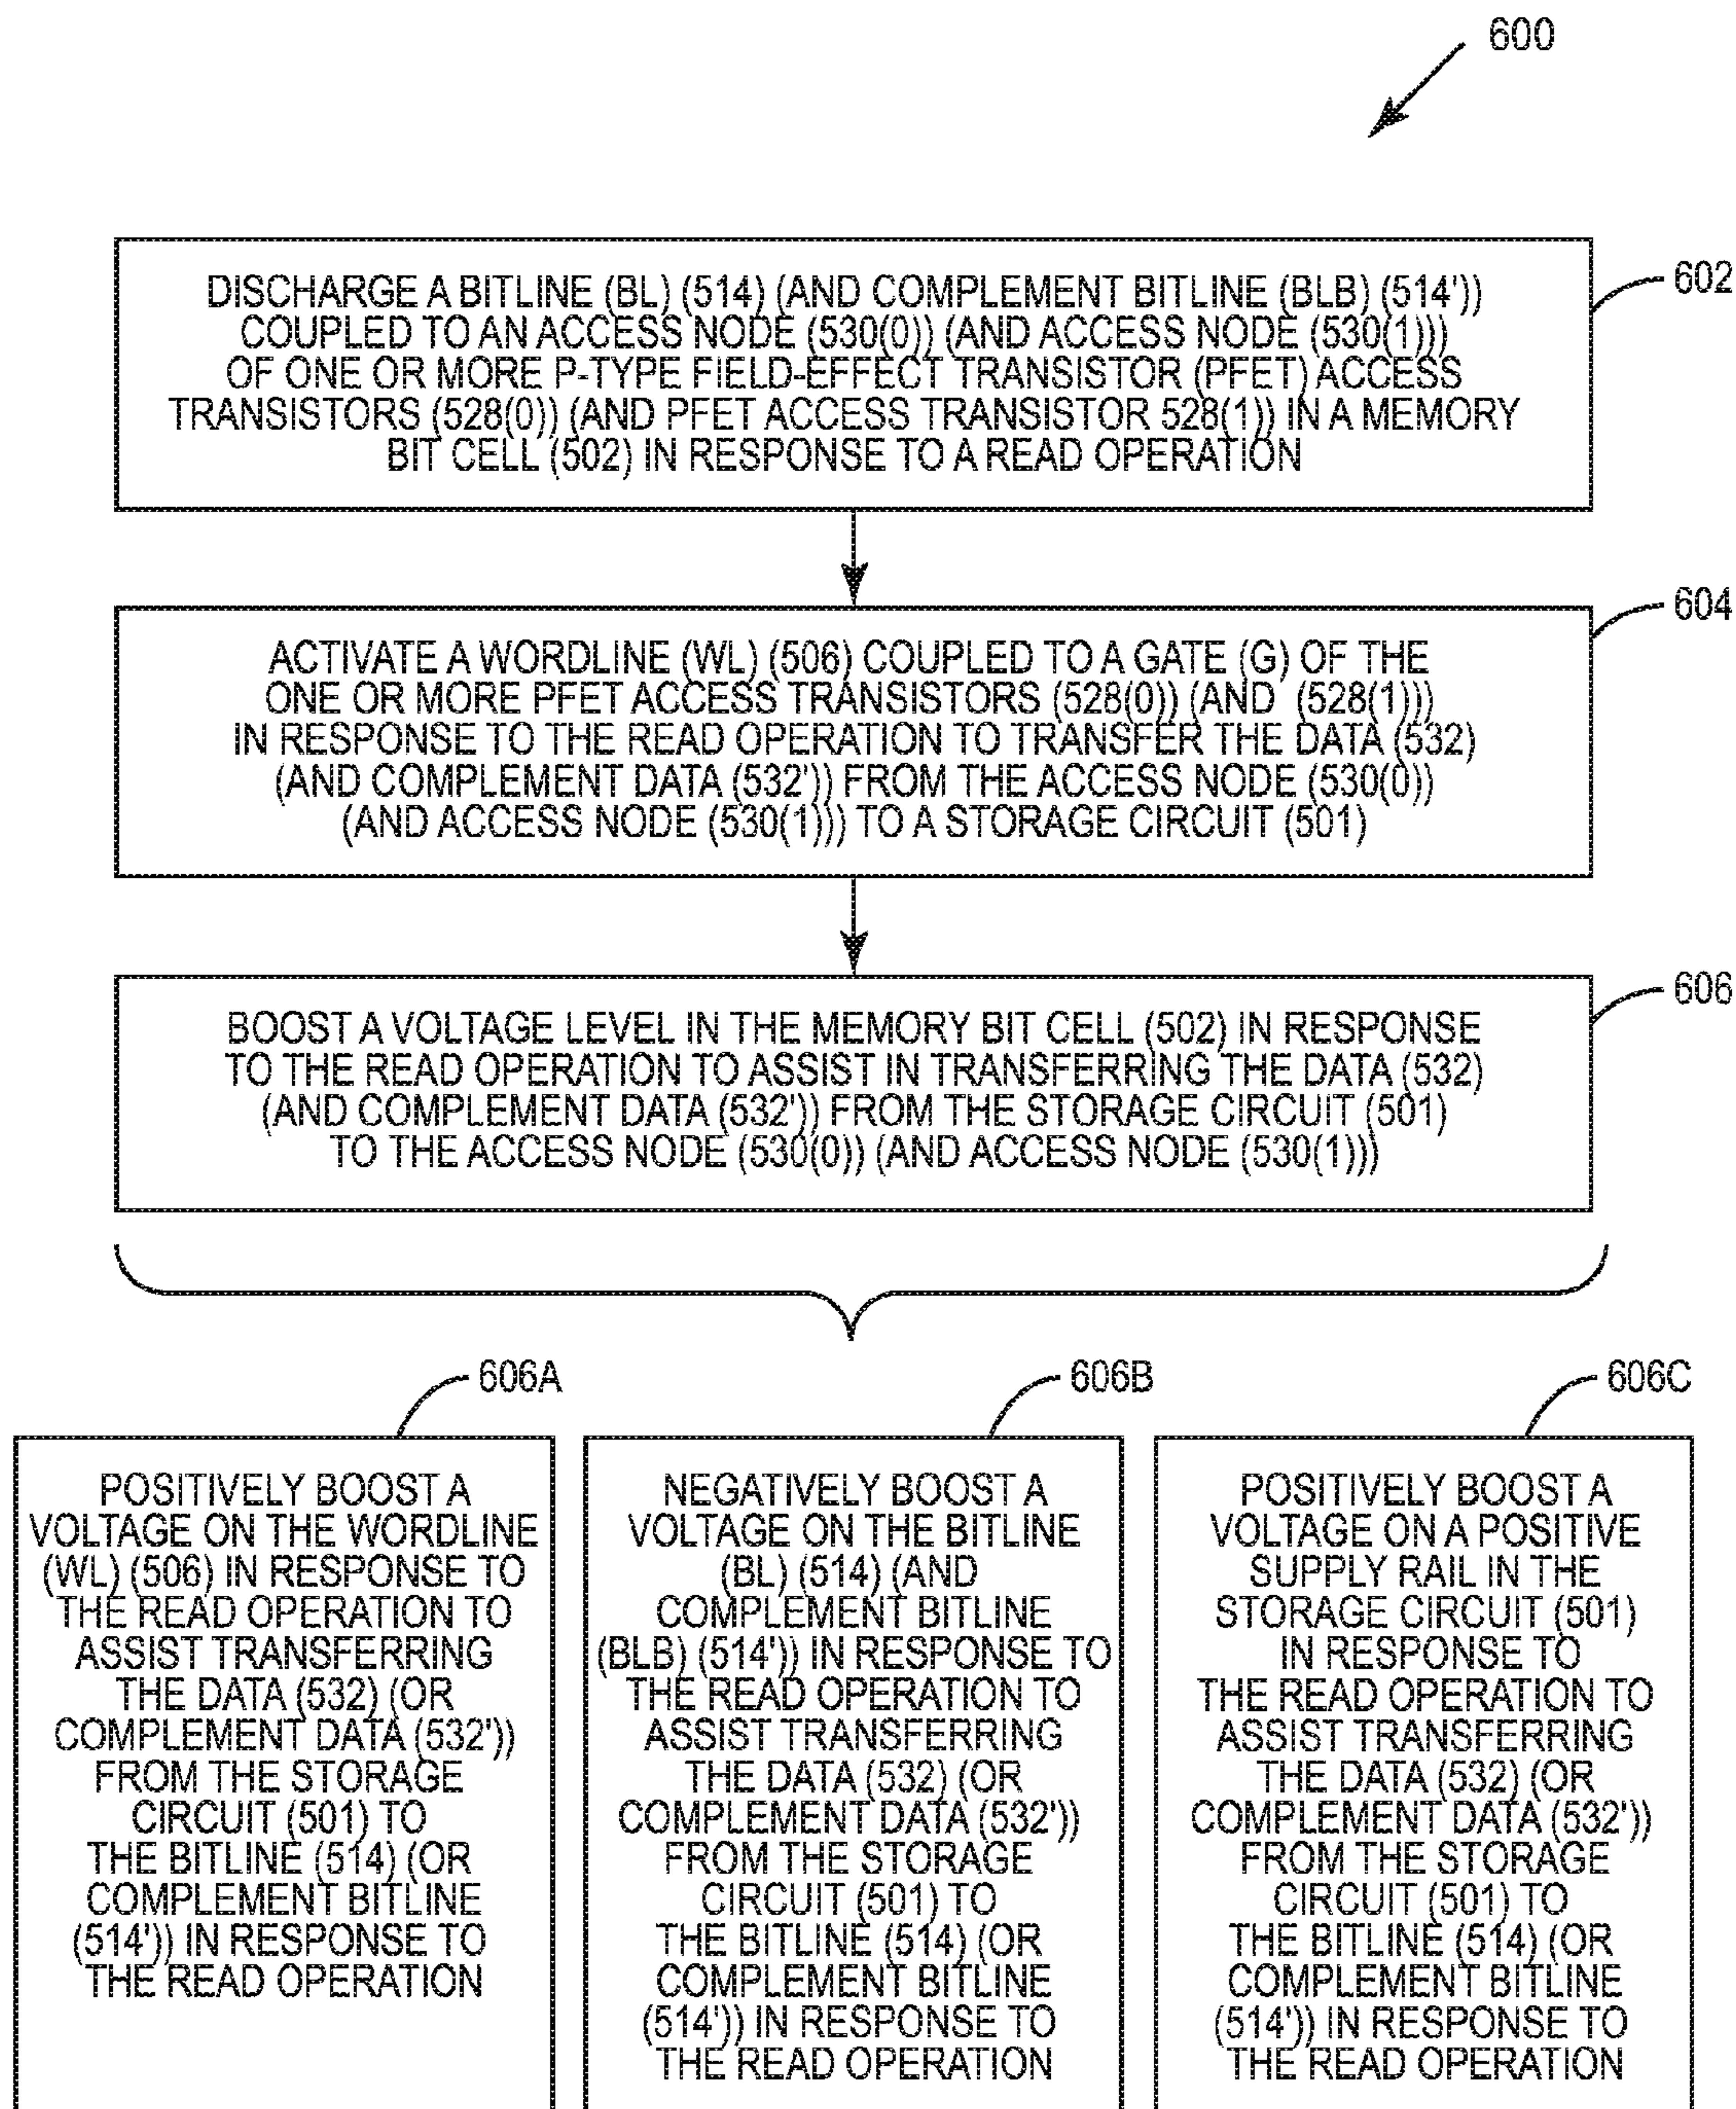 600
DISCHARGE A BITLINE (BL) (514) (AND COMPLEMENT BITLINE (BLB) (514'))
COUPLED TO AN ACCESS NODE (530(0)) (AND ACCESS NODE (530(1)))
OF ONE OR MORE P-TYPE FIELD-EFFECT TRANSISTOR (PFET) ACCESS
TRANSISTORS (528(0)) (AND PFET ACCESS TRANSISTOR 528(1)) IN A MEMORY
BIT CELL (502) IN RESPONSE TO A READ OPERATION
602
ACTIVATE A WORDLINE (WL) (506) COUPLED TO A GATE (G) OF THE
ONE OR MORE PFET ACCESS TRANSISTORS (528(0)) (AND (528(1)))
IN RESPONSE TO THE READ OPERATION TO TRANSFER THE DATA (532)
(AND COMPLEMENT DATA (532')) FROM THE ACCESS NODE (530(0))
(AND ACCESS NODE (530(1))) TO A STORAGE CIRCUIT (501)
604
BOOST A VOLTAGE LEVEL IN THE MEMORY BIT CELL (502) IN RESPONSE
TO THE READ OPERATION TO ASSIST IN TRANSFERRING THE DATA (532)
(AND COMPLEMENT DATA (532')) FROM THE STORAGE CIRCUIT (501)
TO THE ACCESS NODE (530(0)) (AND ACCESS NODE (530(1)))
606
606A
POSITIVELY BOOST A
VOLTAGE ON THE WORDLINE
(WL) (506) IN RESPONSE TO
THE READ OPERATION TO
ASSIST TRANSFERRING
THE DATA (532) (OR
COMPLEMENT DATA (532'))
FROM THE STORAGE
CIRCUIT (501) TO
THE BITLINE (514) (OR
COMPLEMENT BITLINE
(514')) IN RESPONSE TO
THE READ OPERATION
606B
NEGATIVELY BOOST A
VOLTAGE ON THE BITLINE
(BL) (514) (AND
COMPLEMENT BITLINE
(BLB) (514')) IN RESPONSE TO
THE READ OPERATION TO
ASSIST TRANSFERRING
THE DATA (532) (OR
COMPLEMENT DATA (532'))
FROM THE STORAGE
CIRCUIT (501) TO
THE BITLINE (514) (OR
COMPLEMENT BITLINE
(514')) IN RESPONSE TO
THE READ OPERATION
606C
POSITIVELY BOOST A
VOLTAGE ON A POSITIVE
SUPPLY RAIL IN THE
STORAGE CIRCUIT (501)
IN RESPONSE TO
THE READ OPERATION TO
ASSIST TRANSFERRING
THE DATA (532) (OR
COMPLEMENT DATA (532'))
FROM THE STORAGE
CIRCUIT (501) TO
THE BITLINE (514) (OR
COMPLEMENT BITLINE
(514')) IN RESPONSE TO
THE READ OPERATION